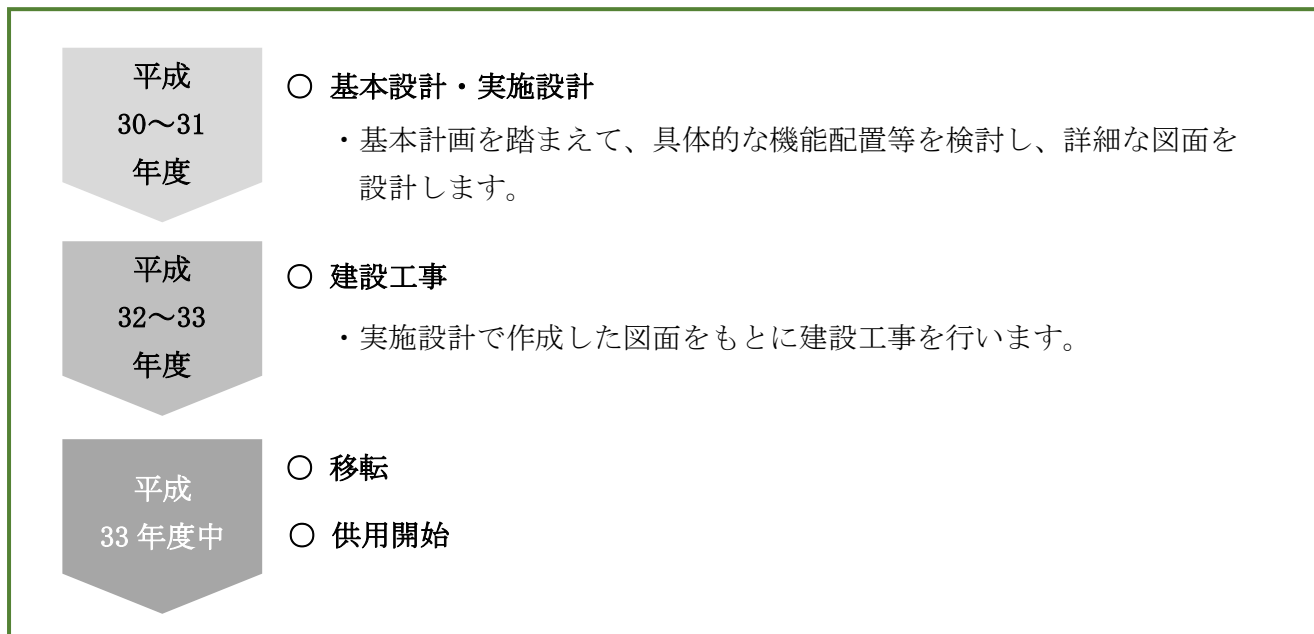 平成
30～31
年度
○ 基本設計・実施設計
・基本計画を踏まえて、具体的な機能配置等を検討し、詳細な図面を
設計します。
平成
32～33
年度
○ 建設工事
・実施設計で作成した図面をもとに建設工事を行います。
平成
33 年度中
○ 移転
○ 供用開始